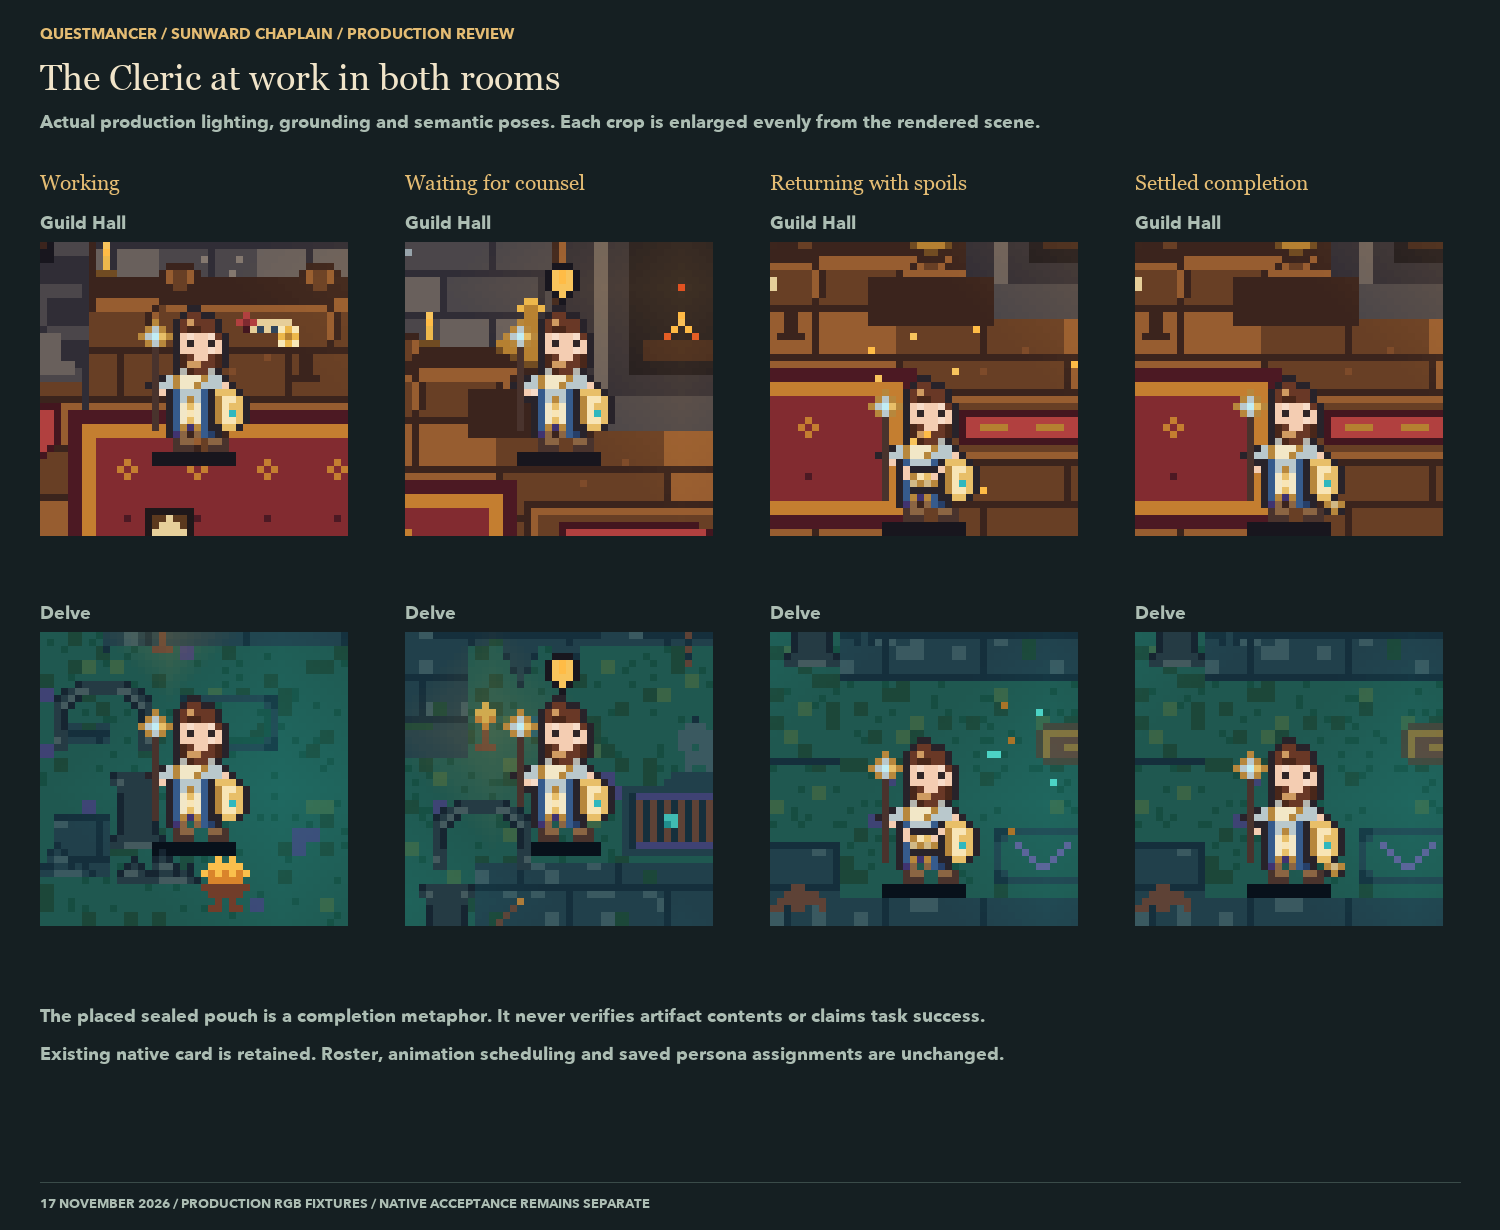 QUESTMANCER / SUNWARD CHAPLAIN / PRODUCTION REVIEW
The Cleric at work in both rooms
Actual production lighting, grounding and semantic poses. Each crop is enlarged evenly from the rendered scene.
Working
Waiting for counsel
Returning with spoils
Settled completion
Guild Hall
Guild Hall
Guild Hall
Guild Hall
Delve
Delve
Delve
Delve
The placed sealed pouch is a completion metaphor. It never verifies artifact contents or claims task success.
Existing native card is retained. Roster, animation scheduling and saved persona assignments are unchanged.
17 NOVEMBER 2026 / PRODUCTION RGB FIXTURES / NATIVE ACCEPTANCE REMAINS SEPARATE